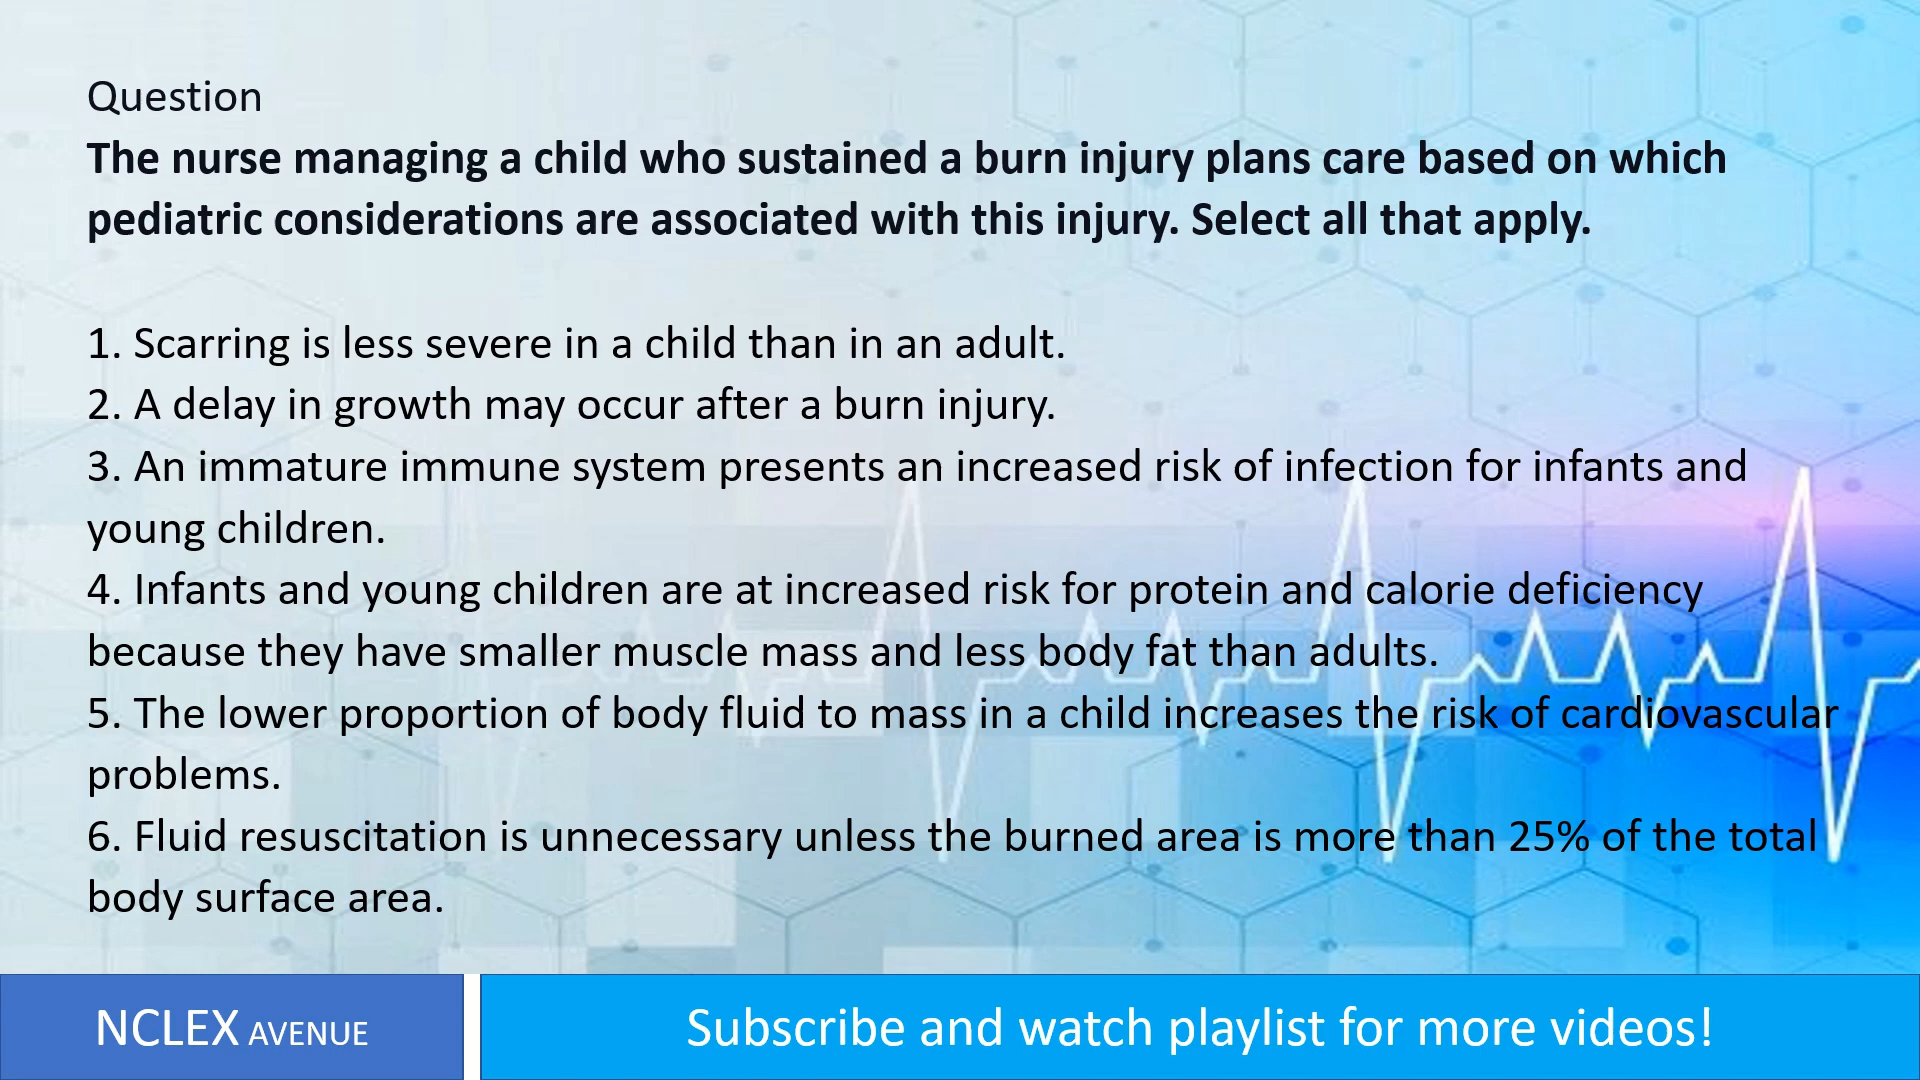 Question
The nurse managing a child who sustained a burn injury plans care based on which
pediatric considerations are associated with this injury. Select all that apply.
1. Scarring is less severe in a child than in an adult.
2. A delay in growth may occur after a burn injury.
3. An immature immune system presents an increased risk of infection for infants and
young children.
4. Infants and young children are at increased risk for protein and calorie deficiency
because they have smaller muscle mass and less body fat than adults.
5. The lower proportion of body fluid to mass in a child increases the risk of cardiovascular
problems.
6. Fluid resuscitation is unnecessary unless the burned area is more than 25% of the total
body surface area.
NCLEX AVENUE
Subscribe and watch playlist for more videos!